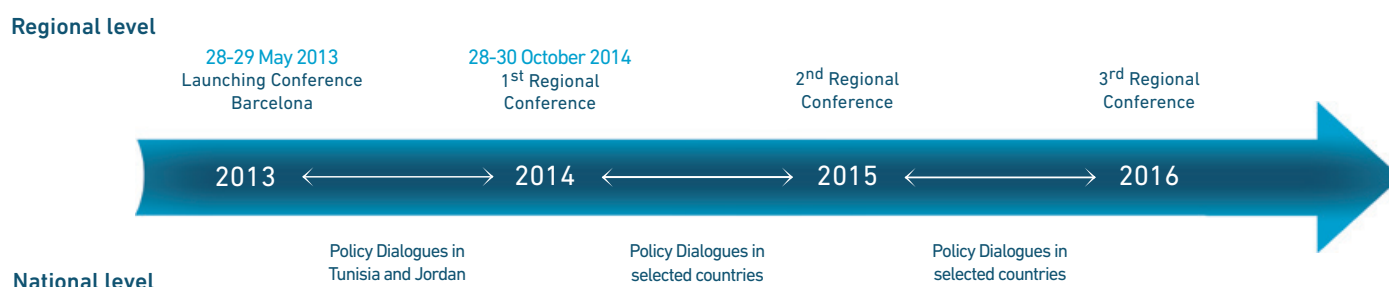 Regional level
28-29 May 2013
Launching Conference
Barcelona
28-30 October 2014
1st Regional
Conference
2nd Regional
Conference
3rd Regional
Conference
2013
2014
2015
2016
Policy Dialogues in
Tunisia and Jordan
Policy Dialogues in
selected countries
Policy Dialogues in
selected countries
National level